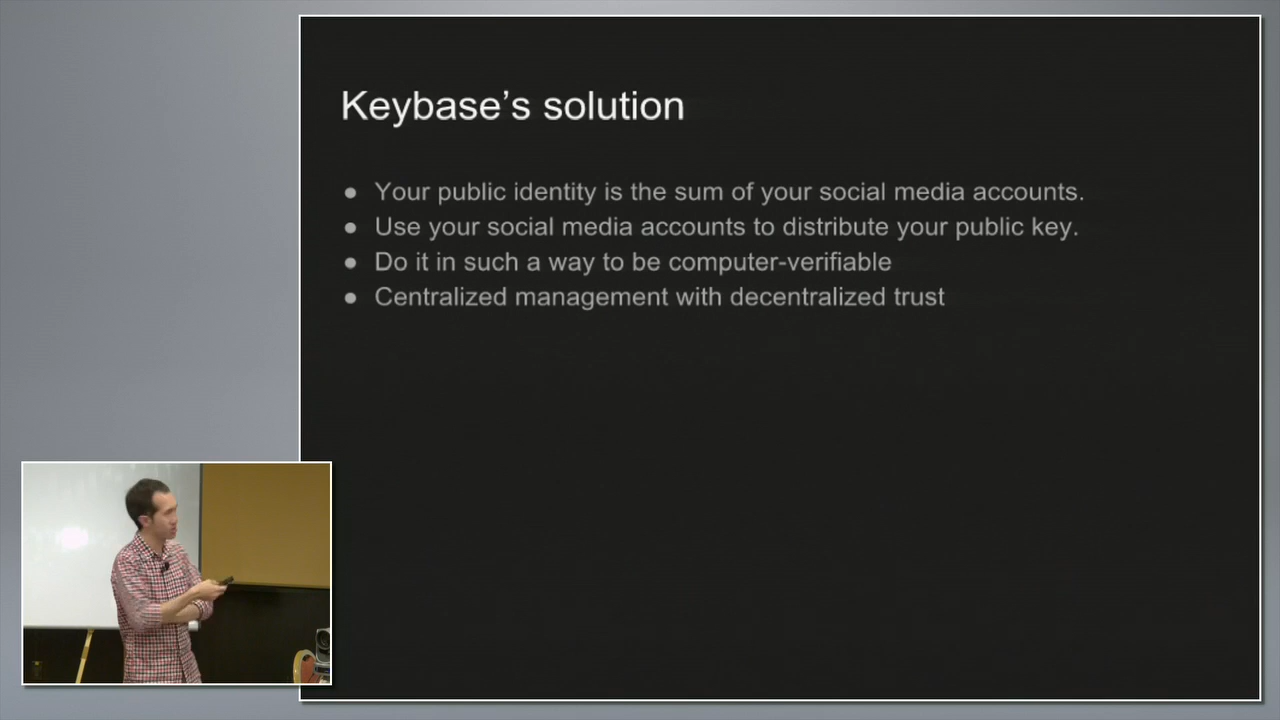 Keybase’s solution
● Your public identity is the sum of your social media accounts.
● Use your social media accounts to distribute your public key.
● Do it in such a way to be computer-verifiable
● Centralized management with decentralized trust